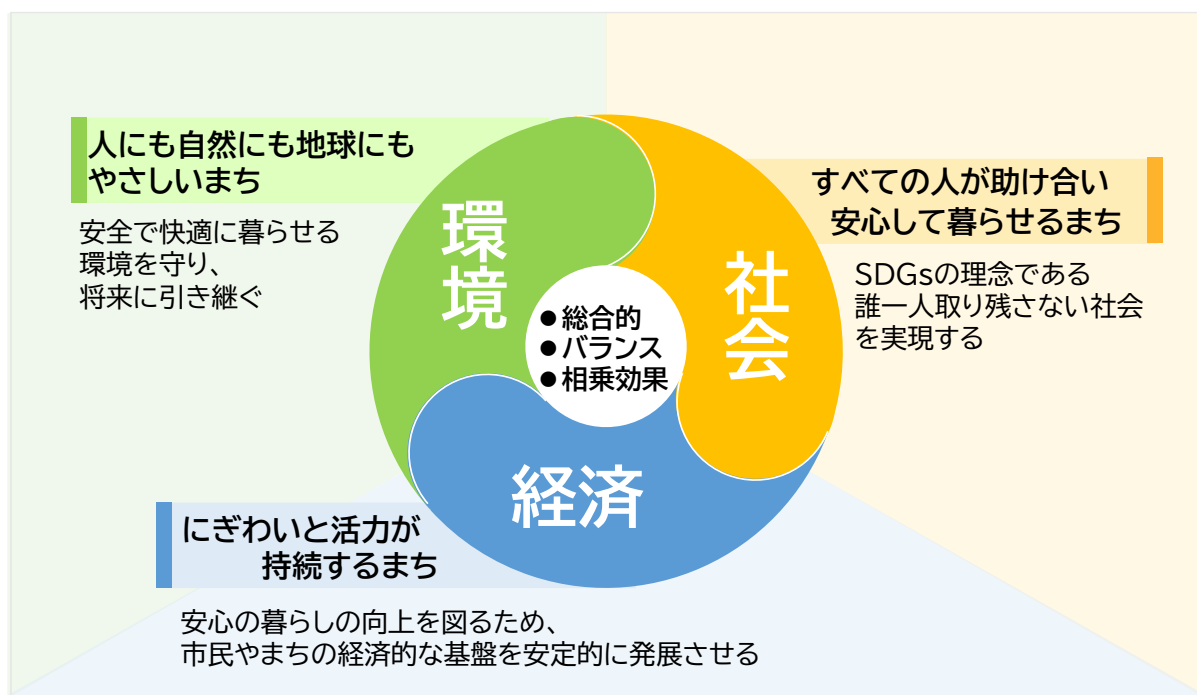 人にも自然にも地球にも
やさしいまち
安全で快適に暮らせる
環境を守り、
将来に引き継ぐ
環境
すべての人が助け合い
安心して暮らせるまち
SDGsの理念である
誰一人取り残さない社会
を実現する
社会
●総合的
●バランス
●相乗効果
経済
にぎわいと活力が
持続するまち
安心の暮らしの向上を図るため、
市民やまちの経済的な基盤を安定的に発展させる